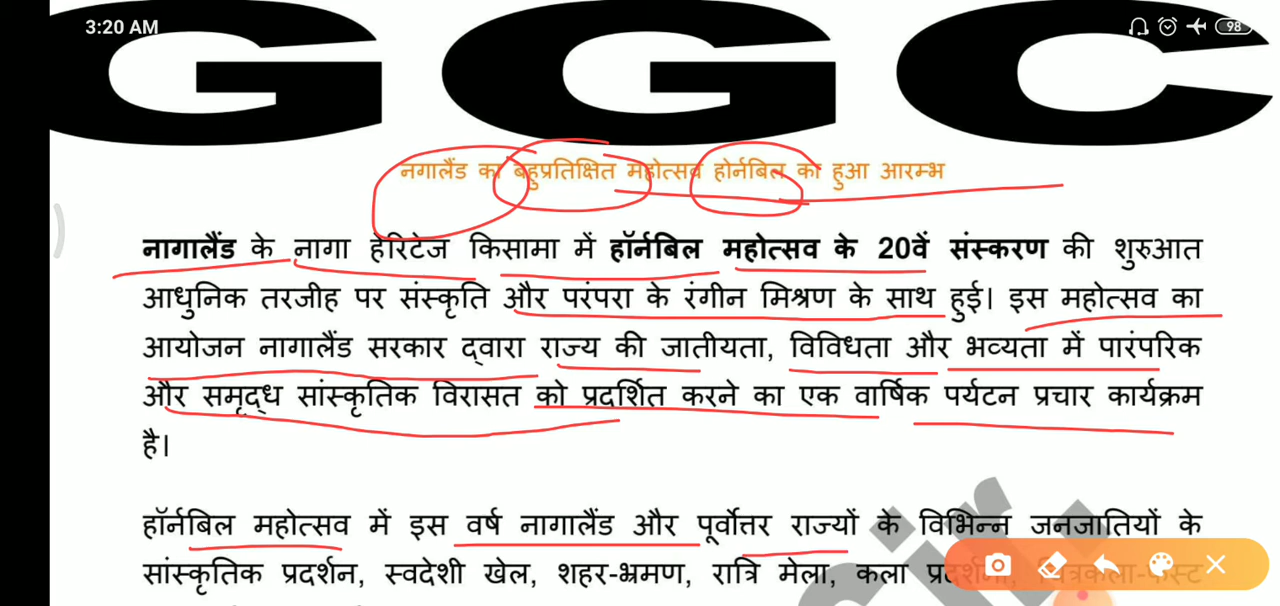 3:20 AM
98
GGC
नगालैंड का बहुप्रतिक्षित महोत्सव होर्नबिल का हुआ आरम्भ
नागालैंड के नागा हेरिटेज किसामा में हॉर्नबिल महोत्सव के 20वें संस्करण की शुरुआत
आधुनिक तरजीह पर संस्कृति और परंपरा के रंगीन मिश्रण के साथ हुई। इस महोत्सव का
आयोजन नागालैंड सरकार द्वारा राज्य की जातीयता, विविधता और भव्यता में पारंपरिक
और समृद्ध सांस्कृतिक विरासत को प्रदर्शित करने का एक वार्षिक पर्यटन प्रचार कार्यक्रम
है।
हॉर्नबिल महोत्सव में इस वर्ष नागालैंड और पूर्वोत्तर राज्यों के विभिन्न जनजातियों के
सांस्कृतिक प्रदर्शन, स्वदेशी खेल, शहर-भ्रमण, रात्रि मेला, कला